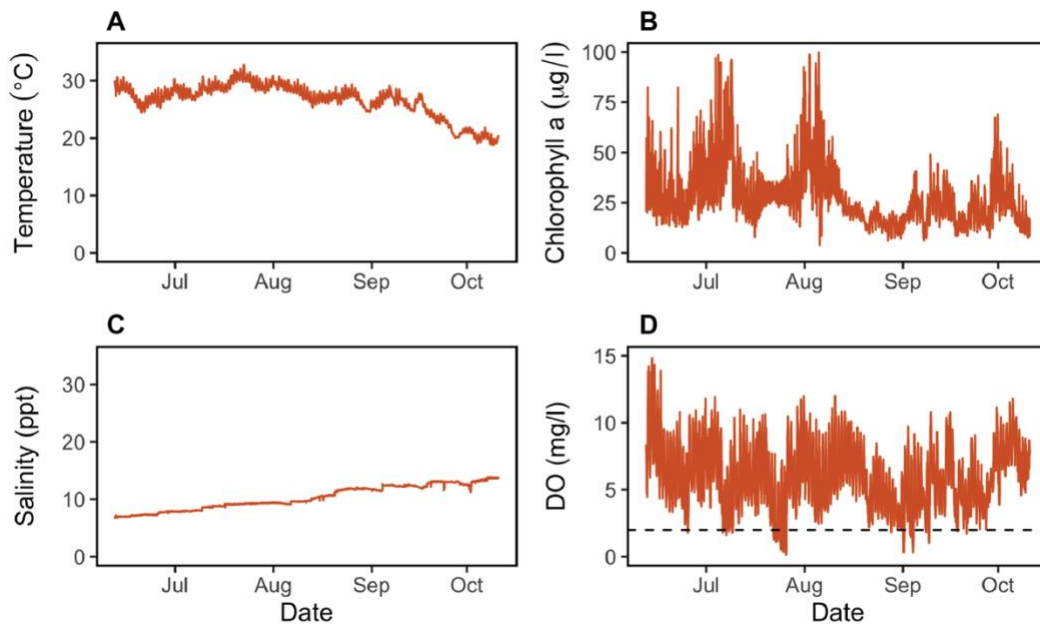 A
Temperature (°C)
30
20
10
0
Jul Aug Sep Oct
B
Chlorophyll a (μg/l)
100
75
50
25
0
Jul Aug Sep Oct
C
Salinity (ppt)
30
20
10
0
Jul Aug Sep Oct
Date
D
DO (mg/l)
15
10
5
0
Jul Aug Sep Oct
Date